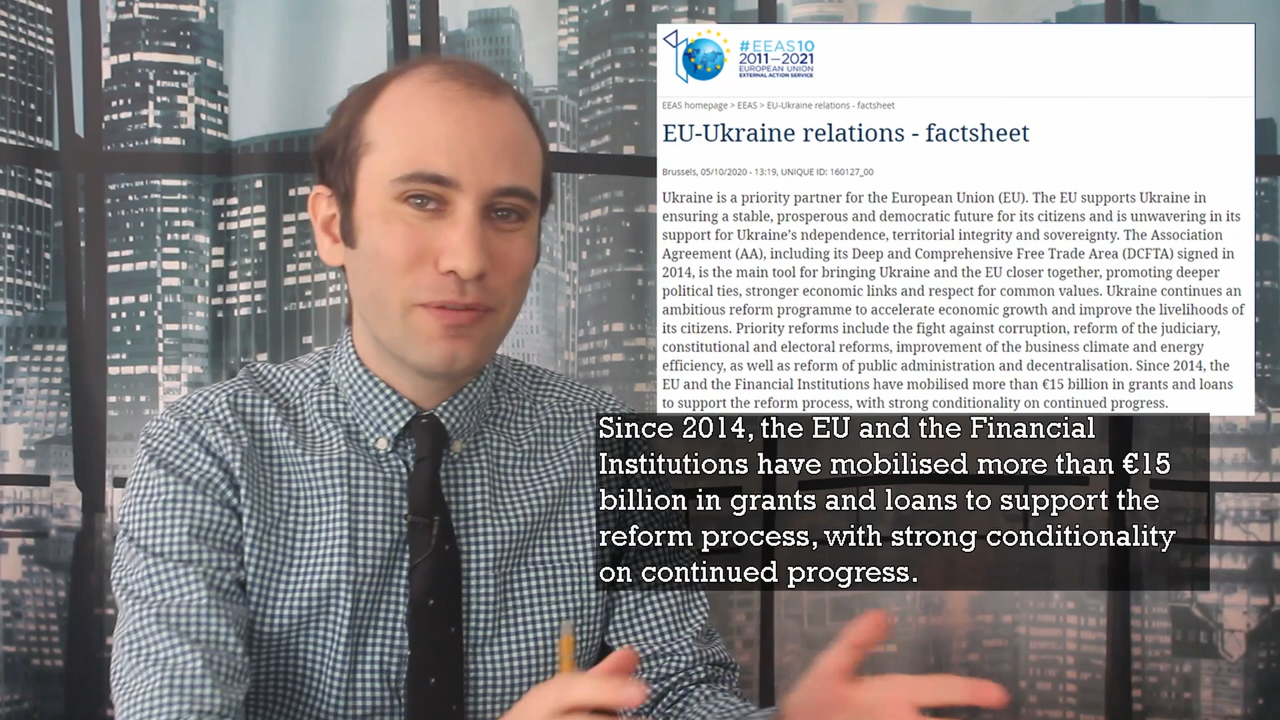 #EEAS10
2011–2021
EUROPEAN UNION
EXTERNAL ACTION SERVICE
EEAS homepage > EEAS > EU-Ukraine relations - factsheet
EU-Ukraine relations - factsheet
Brussels, 05/10/2020 - 13:19, UNIQUE ID: 160127_00
Ukraine is a priority partner for the European Union (EU). The EU supports Ukraine in
ensuring a stable, prosperous and democratic future for its citizens and is unwavering in its
support for Ukraine's ndependence, territorial integrity and sovereignty. The Association
Agreement (AA), including its Deep and Comprehensive Free Trade Area (DCFTA) signed in
2014, is the main tool for bringing Ukraine and the EU closer together, promoting deeper
political ties, stronger economic links and respect for common values. Ukraine continues an
ambitious reform programme to accelerate economic growth and improve the livelihoods of
its citizens. Priority reforms include the fight against corruption, reform of the judiciary,
constitutional and electoral reforms, improvement of the business climate and energy
efficiency, as well as reform of public administration and decentralisation. Since 2014, the
EU and the Financial Institutions have mobilised more than €15 billion in grants and loans
to support the reform process, with strong conditionality on continued progress.
Since 2014, the EU and the Financial
Institutions have mobilised more than €15
billion in grants and loans to support the
reform process, with strong conditionality
on continued progress.